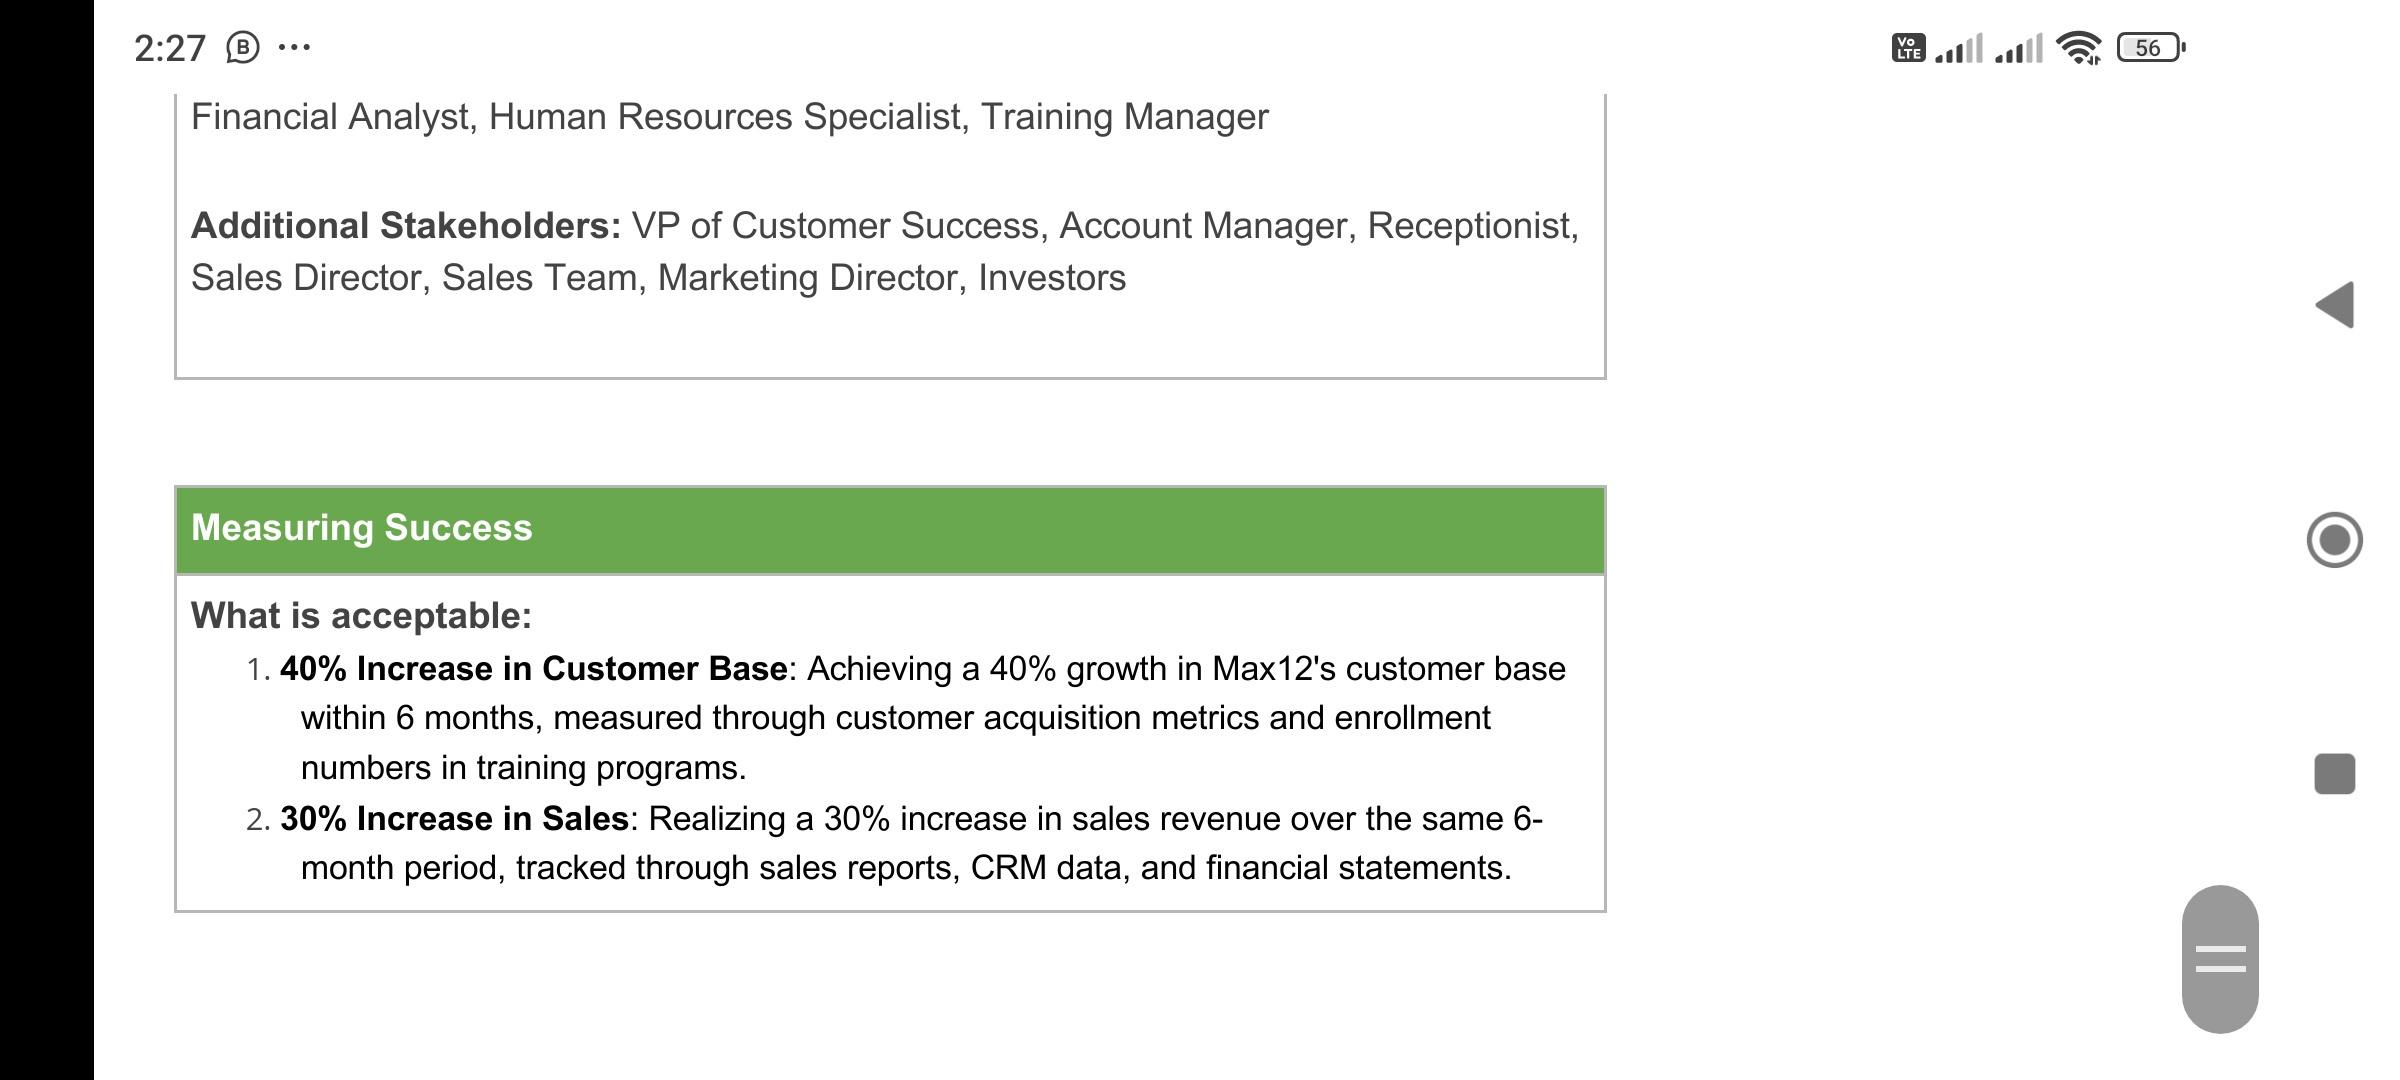 2:27 B ...
Vo LTE 56
Financial Analyst, Human Resources Specialist, Training Manager
Additional Stakeholders: VP of Customer Success, Account Manager, Receptionist,
Sales Director, Sales Team, Marketing Director, Investors
Measuring Success
What is acceptable:
1. 40% Increase in Customer Base: Achieving a 40% growth in Max12's customer base
within 6 months, measured through customer acquisition metrics and enrollment
numbers in training programs.
2. 30% Increase in Sales: Realizing a 30% increase in sales revenue over the same 6-
month period, tracked through sales reports, CRM data, and financial statements.